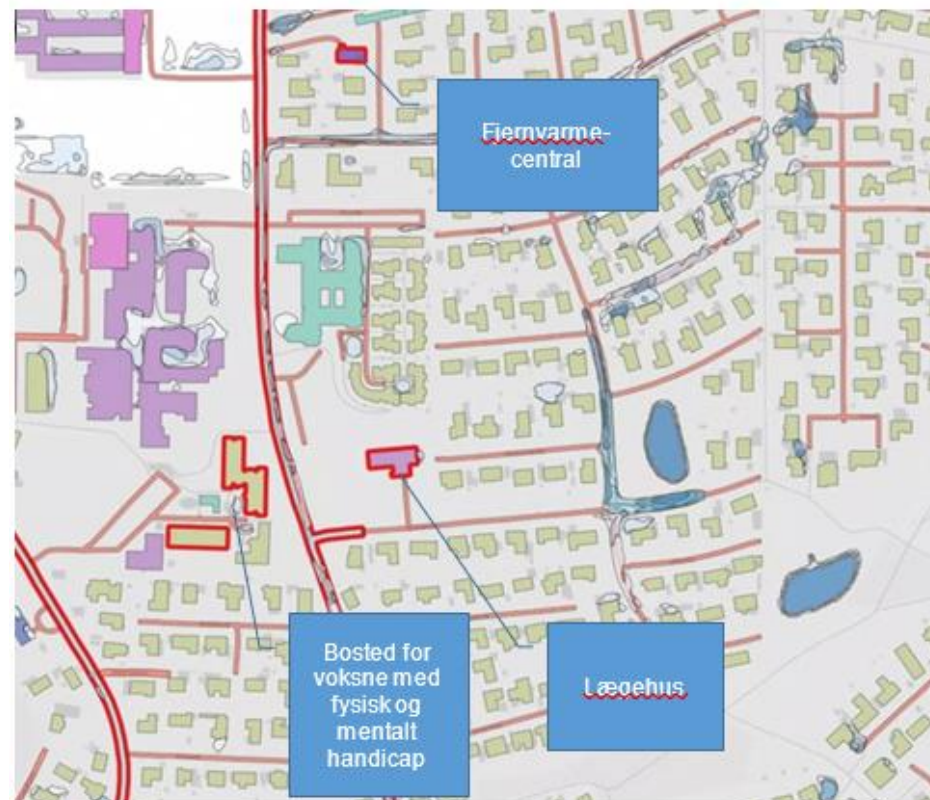 Fjernvarme-
central
Bosted for
voksne med
fysisk og
mentalt
handicap
Lægehus